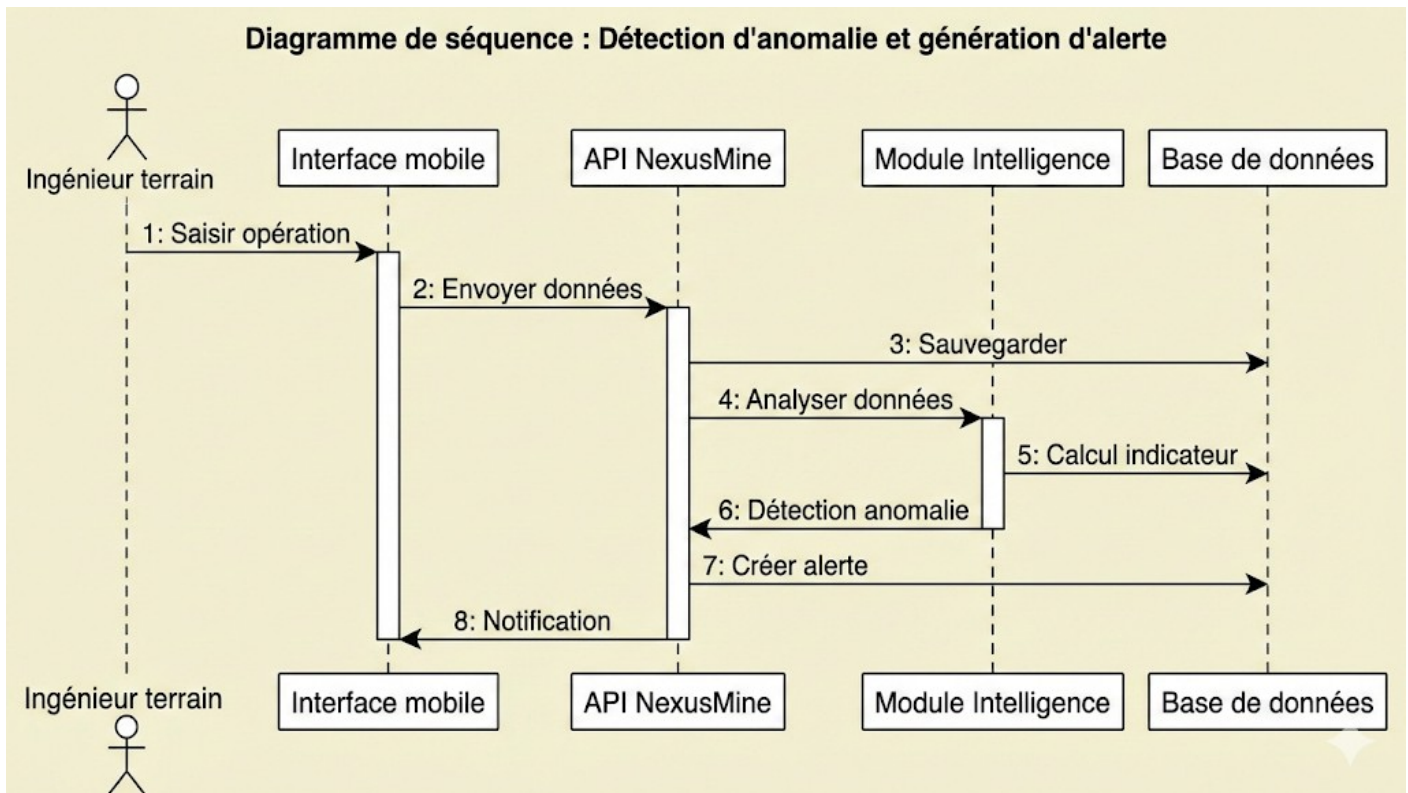 Diagramme de séquence : Détection d'anomalie et génération d'alerte
Ingénieur terrain
Interface mobile
API NexusMine
Module Intelligence
Base de données
1: Saisir opération
2: Envoyer données
3: Sauvegarder
4: Analyser données
5: Calcul indicateur
6: Détection anomalie
7: Créer alerte
8: Notification
Ingénieur terrain
Interface mobile
API NexusMine
Module Intelligence
Base de données